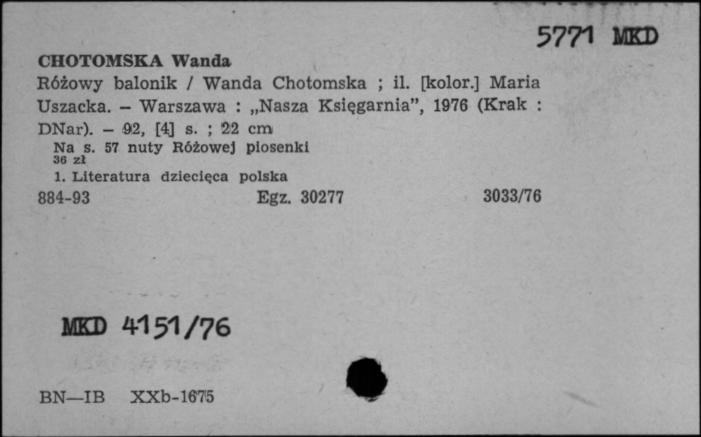 5771 MKD
CHOTOMSKA Wanda
Różowy balonik / Wanda Chotomska ; il. [kolor.] Maria
Uszacka. – Warszawa : „Nasza Księgarnia”, 1976 (Krak :
DNar). – 92, [4] s. ; 22 cm
Na s. 57 nuty Różowej piosenki
36 zł
1. Literatura dziecięca polska
884-93 Egz. 30277 3033/76
MKD 4151/76
BN—IB XXb-1675